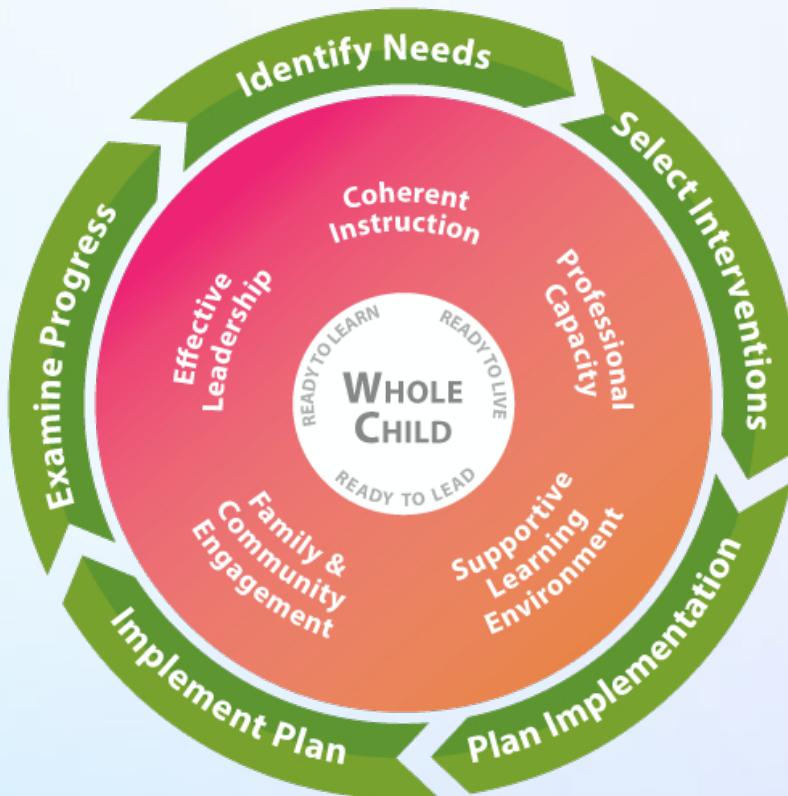 Identify Needs
Select Interventions
Plan Implementation
Implement Plan
Examine Progress
Coherent
Instruction
Professional
Capacity
Supportive
Learning
Environment
Family &
Community
Engagement
Effective
Leadership
READY TO LEARN
READY TO LIVE
READY TO LEAD
WHOLE
CHILD